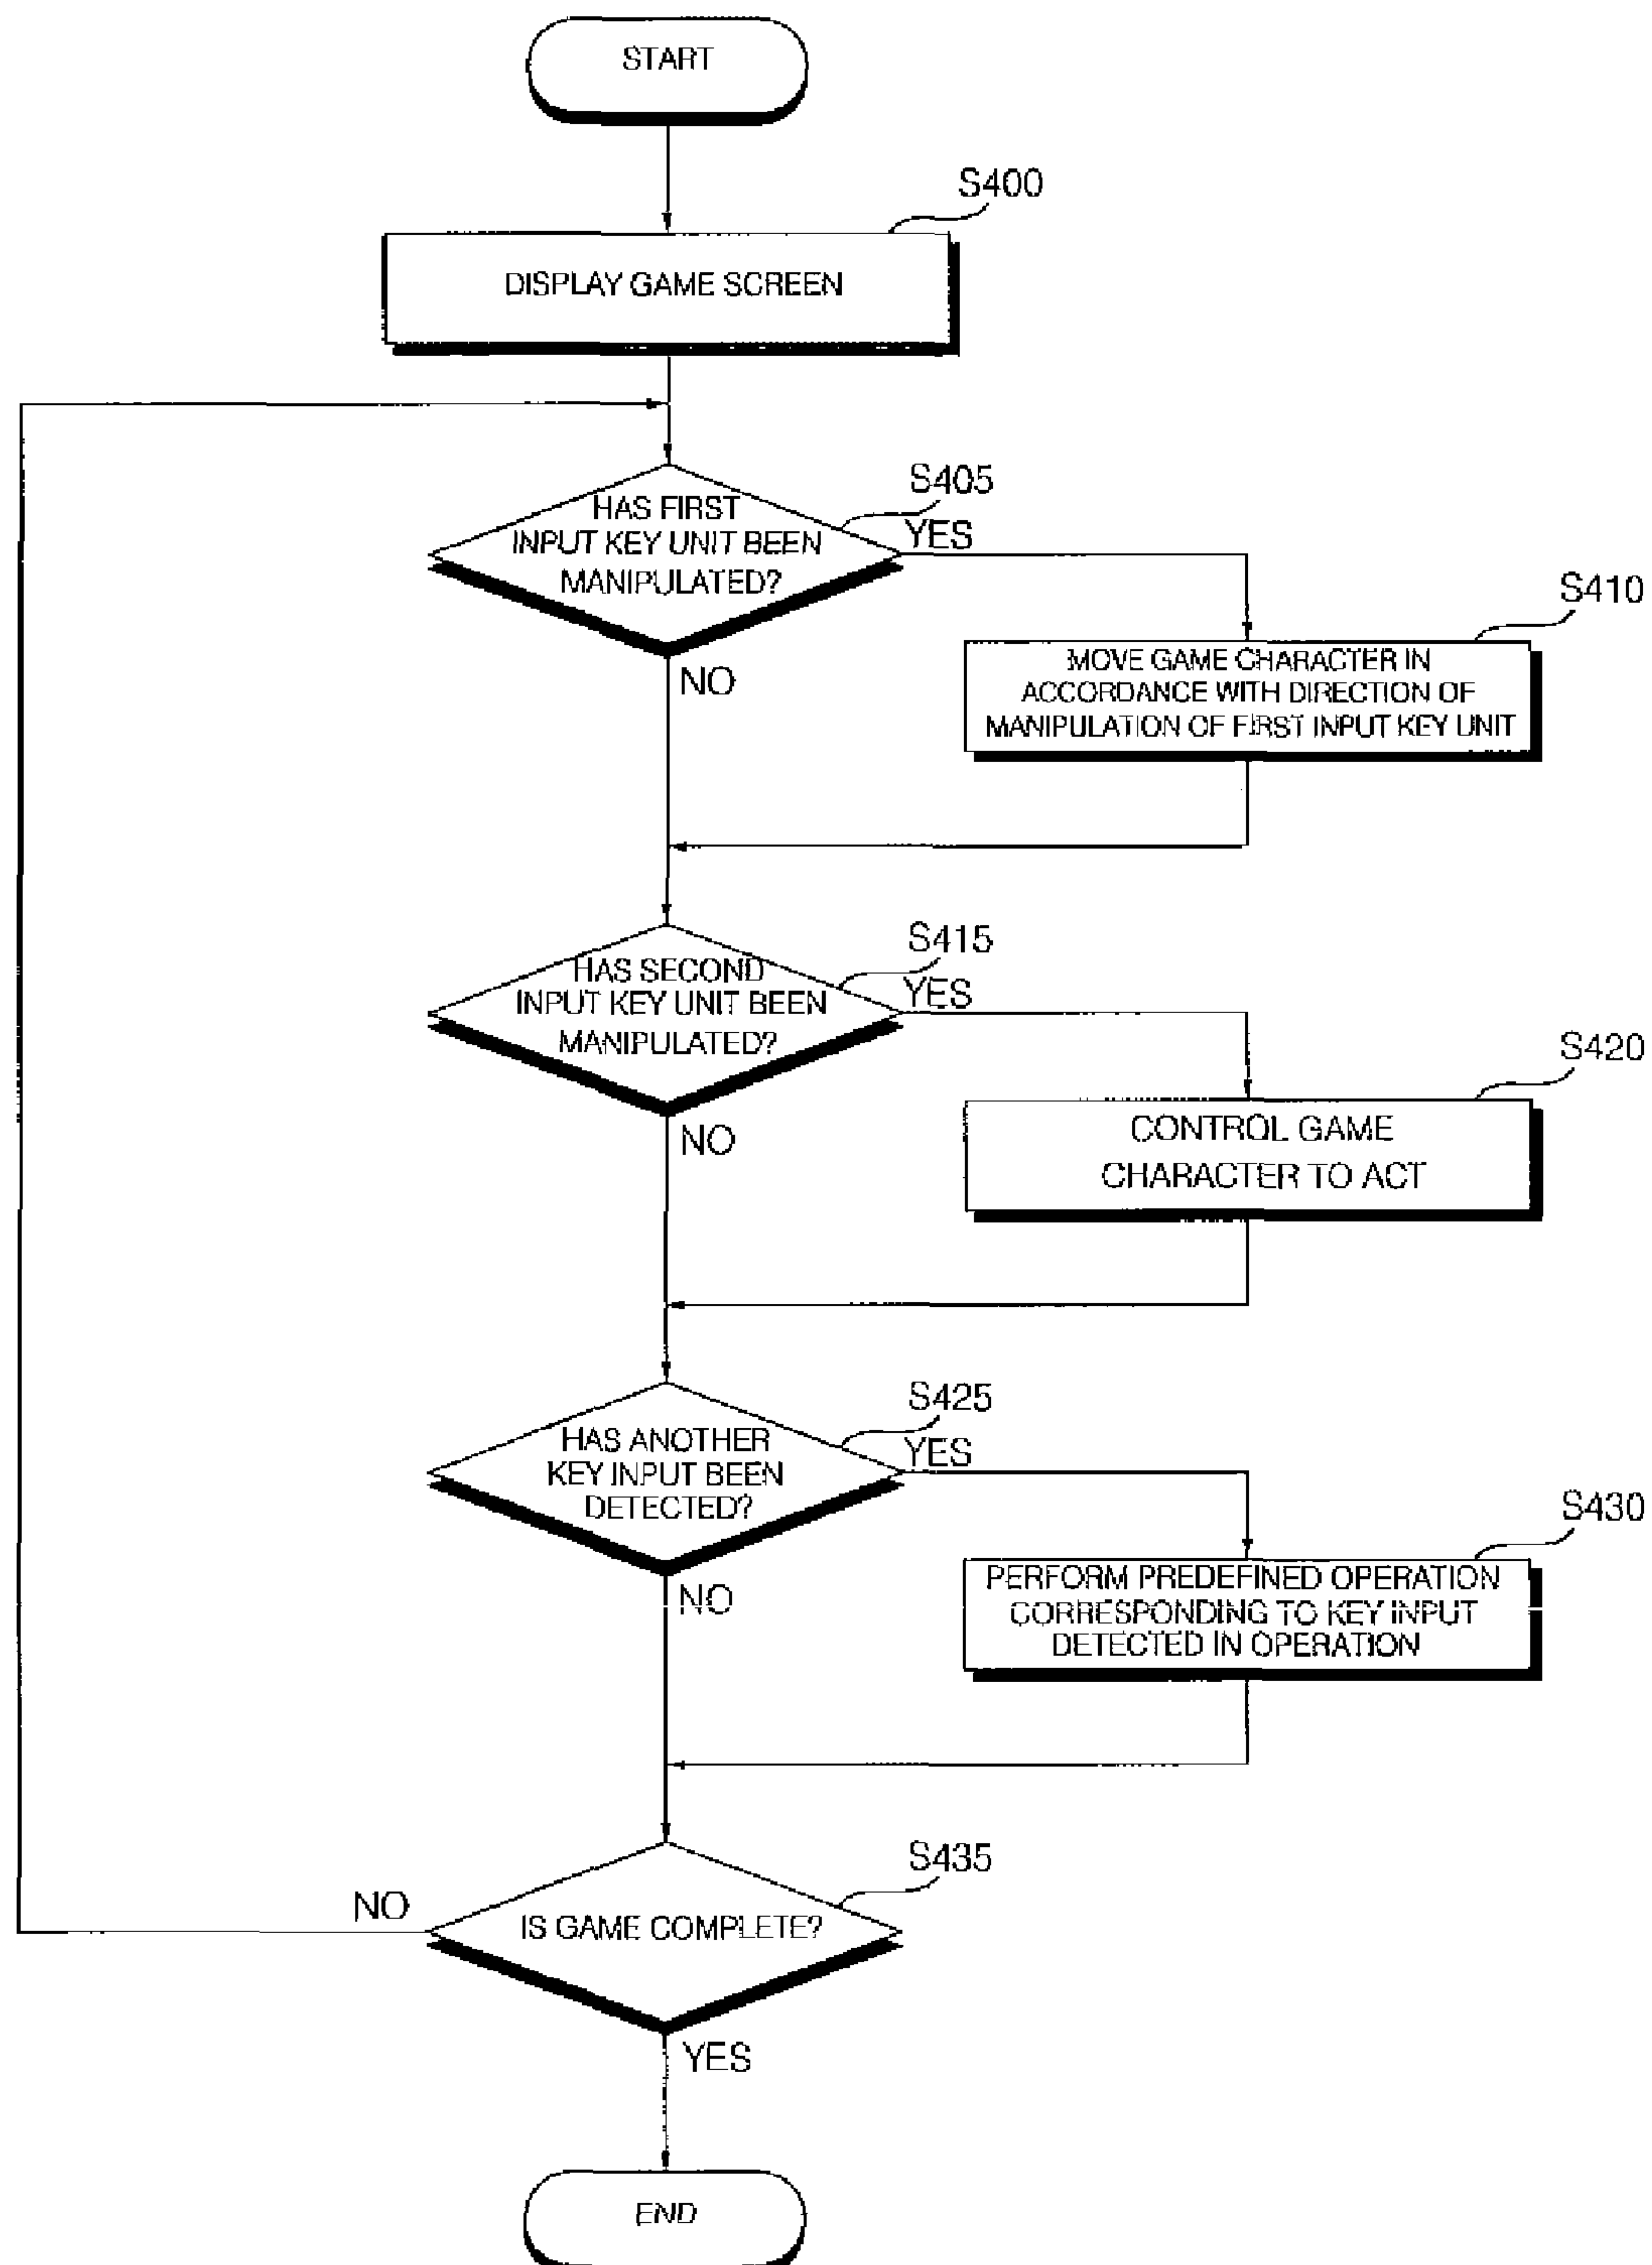 START
S400
DISPLAY GAME SCREEN
S405
HAS FIRST
INPUT KEY UNIT BEEN
MANIPULATED?
YES
NO
S410
MOVE GAME CHARACTER IN
ACCORDANCE WITH DIRECTION OF
MANIPULATION OF FIRST INPUT KEY UNIT
S415
HAS SECOND
INPUT KEY UNIT BEEN
MANIPULATED?
YES
NO
S420
CONTROL GAME
CHARACTER TO ACT
S425
HAS ANOTHER
KEY INPUT BEEN
DETECTED?
YES
NO
S430
PERFORM PREDEFINED OPERATION
CORRESPONDING TO KEY INPUT
DETECTED IN OPERATION
S435
IS GAME COMPLETE?
NO
YES
END